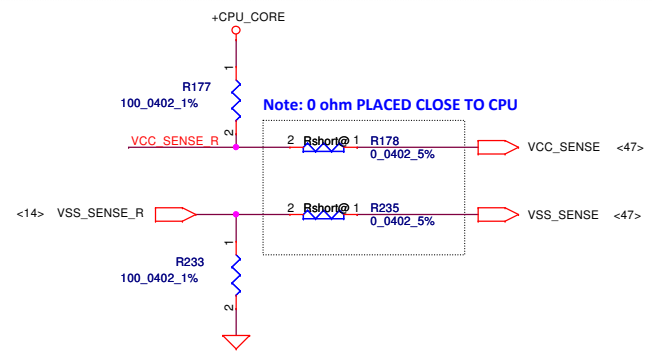 +CPU_CORE
1
R177
100_0402_1%
2
Note: 0 ohm PLACED CLOSE TO CPU
VCC_SENSE_R
2 Rshort@ 1 R178
0_0402_5%
VCC_SENSE <47>
<14> VSS_SENSE_R
2 Rshort@ 1 R235
0_0402_5%
VSS_SENSE <47>
1
R233
100_0402_1%
2